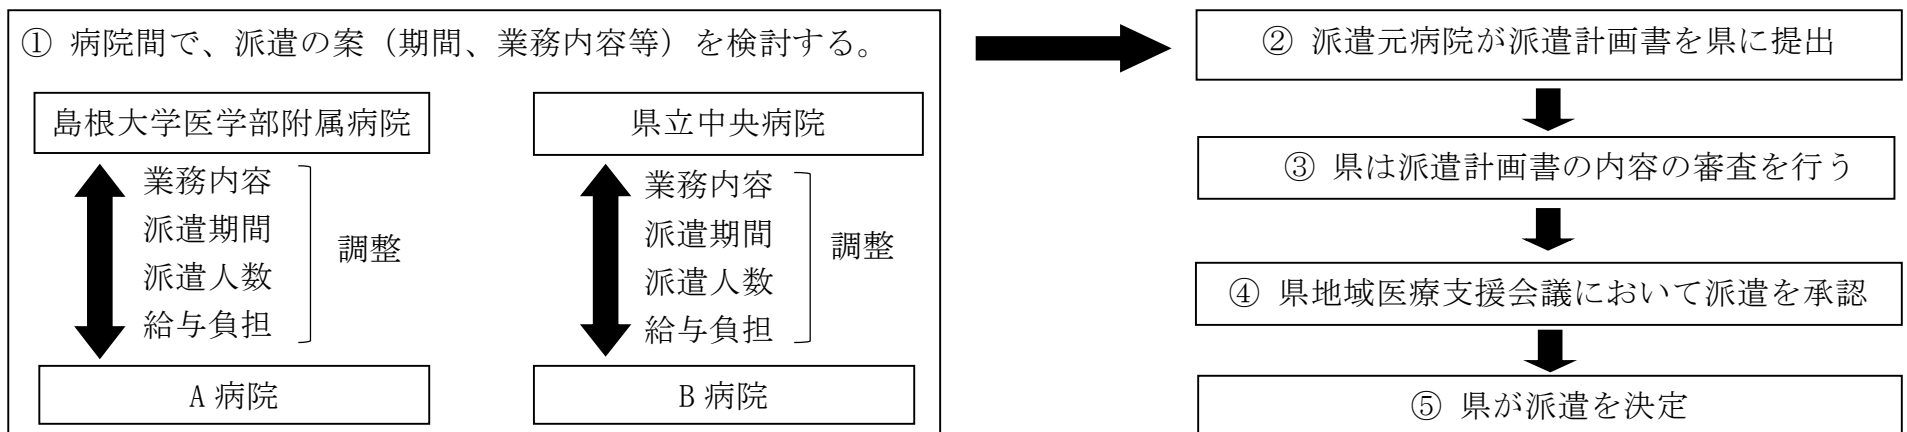 ① 病院間で、派遣の案（期間、業務内容等）を検討する。
島根大学医学部附属病院
業務内容
派遣期間
派遣人数
給与負担
調整
A 病院
県立中央病院
業務内容
派遣期間
派遣人数
給与負担
調整
B 病院
② 派遣元病院が派遣計画書を県に提出
③ 県は派遣計画書の内容の審査を行う
④ 県地域医療支援会議において派遣を承認
⑤ 県が派遣を決定